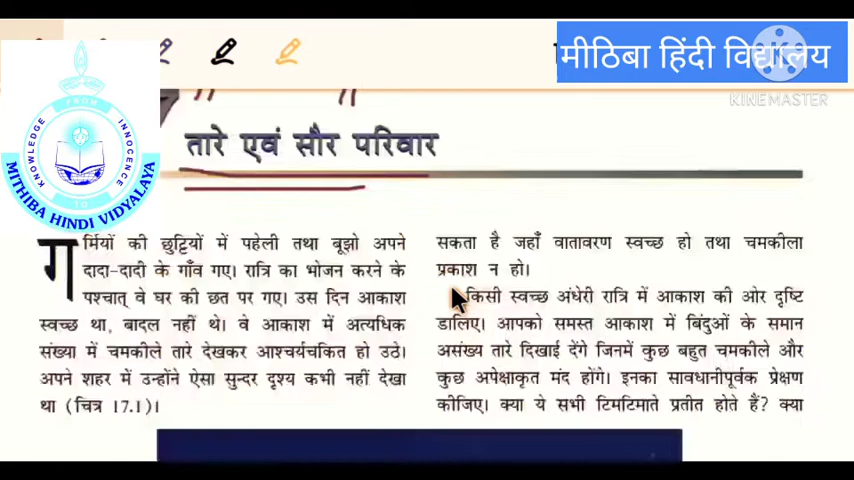 मीठिबा हिंदी विद्यालय
KINEMASTER
KNOWLEDGE FROM INNOCENCE TO
MITHIBA HINDI VIDYALAYA
तारे एवं सौर परिवार
गर्मियों की छुट्टियों में पहेली तथा बूझो अपने
दादा-दादी के गाँव गए। रात्रि का भोजन करने के
पश्चात् वे घर की छत पर गए। उस दिन आकाश
स्वच्छ था, बादल नहीं थे। वे आकाश में अत्यधिक
संख्या में चमकीले तारे देखकर आश्चर्यचकित हो उठे।
अपने शहर में उन्होंने ऐसा सुन्दर दृश्य कभी नहीं देखा
था (चित्र 17.1)।
सकता है जहाँ वातावरण स्वच्छ हो तथा चमकीला
प्रकाश न हो।
किसी स्वच्छ अंधेरी रात्रि में आकाश की ओर दृष्टि
डालिए। आपको समस्त आकाश में बिंदुओं के समान
असंख्य तारे दिखाई देंगे जिनमें कुछ बहुत चमकीले और
कुछ अपेक्षाकृत मंद होंगे। इनका सावधानीपूर्वक प्रेक्षण
कीजिए। क्या ये सभी टिमटिमाते प्रतीत होते हैं? क्या